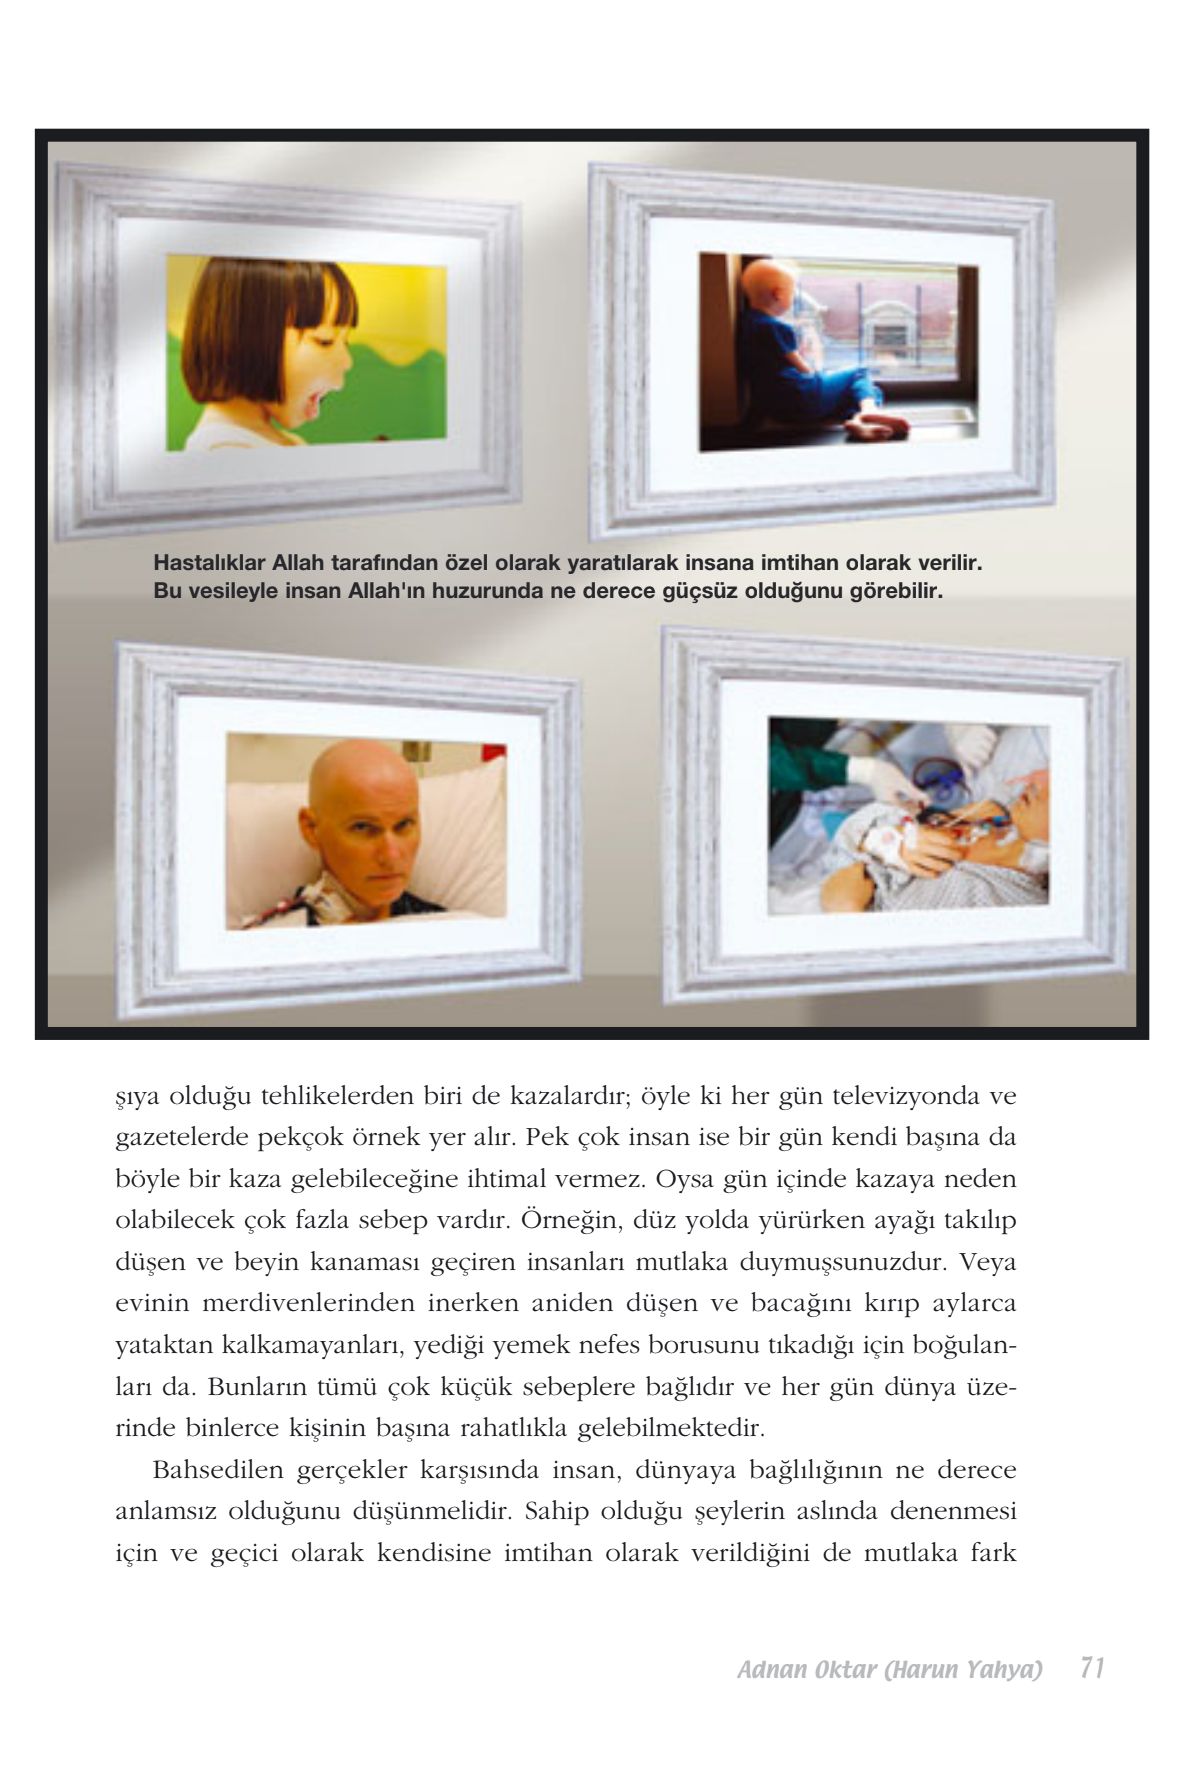 Hastalıklar Allah tarafından özel olarak yaratılarak insana imtihan olarak verilir.
Bu vesileyle insan Allah'ın huzurunda ne derece güçsüz olduğunu görebilir.
şıya olduğu tehlikelerden biri de kazalardır; öyle ki her gün televizyonda ve
gazetelerde pekçok örnek yer alır. Pek çok insan ise bir gün kendi başına da
böyle bir kaza gelebileceğine ihtimal vermez. Oysa gün içinde kazaya neden
olabilecek çok fazla sebep vardır. Örneğin, düz yolda yürürken ayağı takılıp
düşen ve beyin kanaması geçiren insanları mutlaka duymuşsunuzdur. Veya
evinin merdivenlerinden inerken aniden düşen ve bacağını kırıp aylarca
yataktan kalkamayanları, yediği yemek nefes borusunu tıkadığı için boğulan-
ları da. Bunların tümü çok küçük sebeplere bağlıdır ve her gün dünya üze-
rinde binlerce kişinin başına rahatlıkla gelebilmektedir.
Bahsedilen gerçekler karşısında insan, dünyaya bağlılığının ne derece
anlamsız olduğunu düşünmelidir. Sahip olduğu şeylerin aslında denenmesi
için ve geçici olarak kendisine imtihan olarak verildiğini de mutlaka fark
Adnan Oktar (Harun Yahya) 71